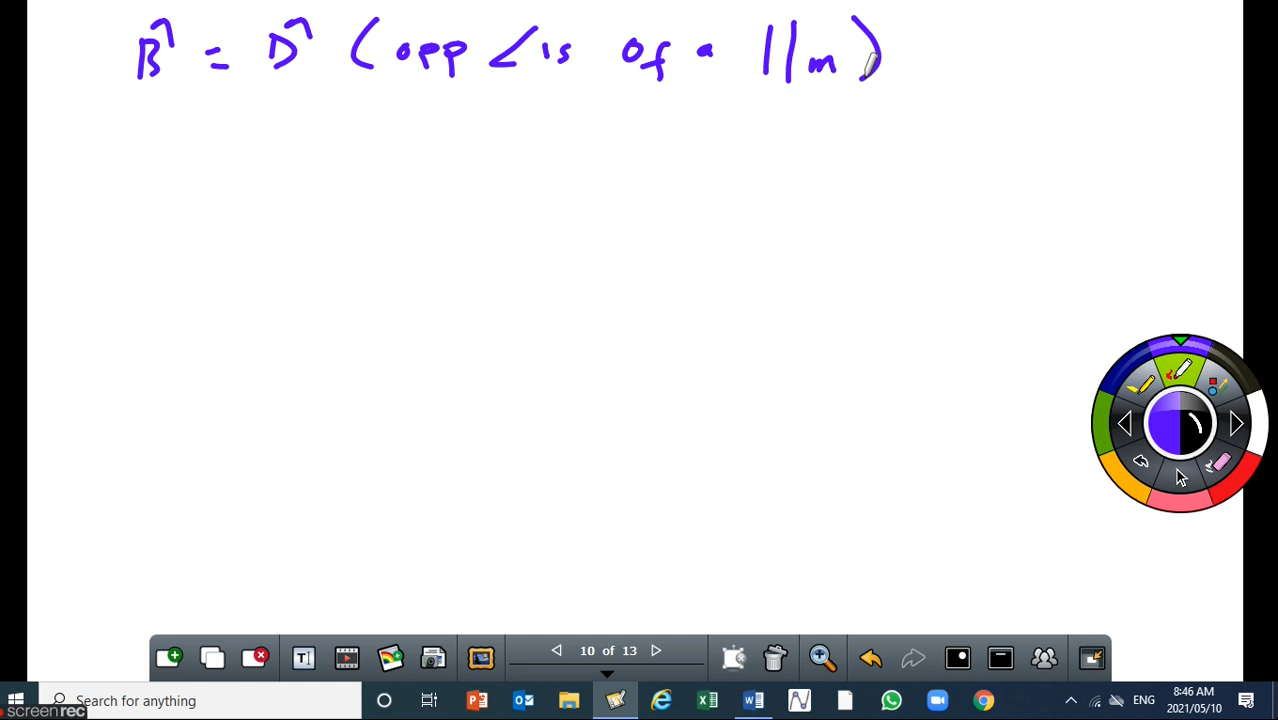 B̂ = D̂ (opp ∠'s of a ||m)
T
10 of 13
Search for anything
ENG
8:46 AM
2021/05/10
screenrec